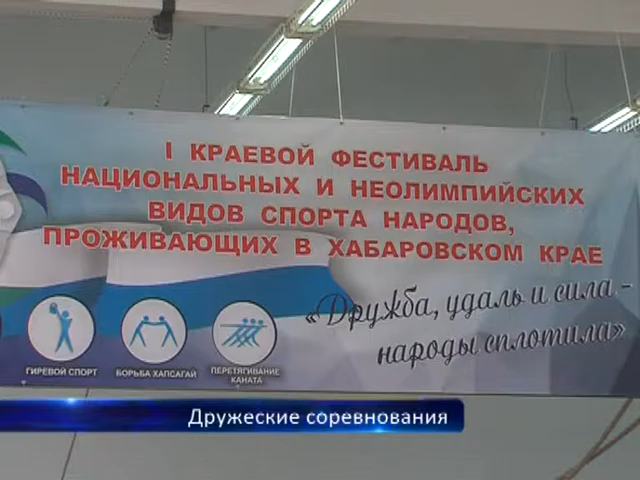 I КРАЕВОЙ ФЕСТИВАЛЬ
НАЦИОНАЛЬНЫХ И НЕОЛИМПИЙСКИХ
ВИДОВ СПОРТА НАРОДОВ,
ПРОЖИВАЮЩИХ В ХАБАРОВСКОМ КРАЕ
«Дружба, удаль и сила -
народы сплотила»
ГИРЕВОЙ СПОРТ
БОРЬБА ХАПСАГАЙ
ПЕРЕТЯГИВАНИЕ
КАНАТА
Дружеские соревнования